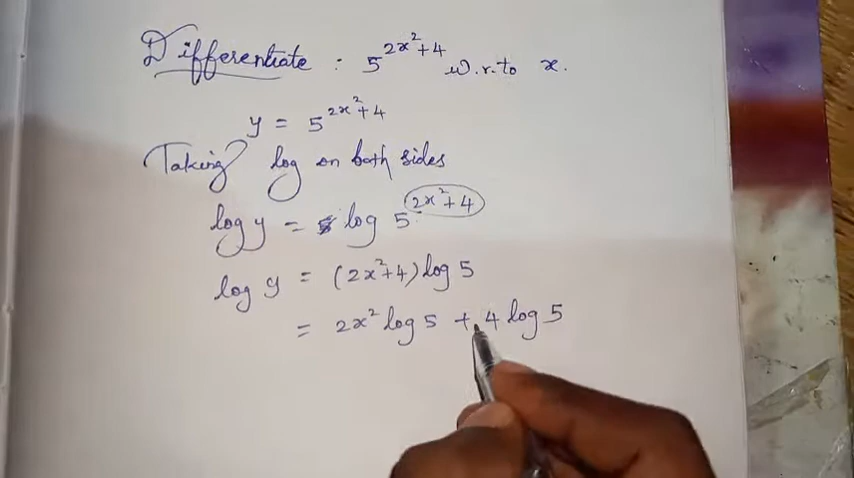 Differentiate : 5^{2x²+4} w.r.to x.
y = 5^{2x²+4}
Taking log on both sides
log y = log 5^{(2x²+4)}
log y = (2x²+4) log 5
= 2x² log 5 + 4 log 5